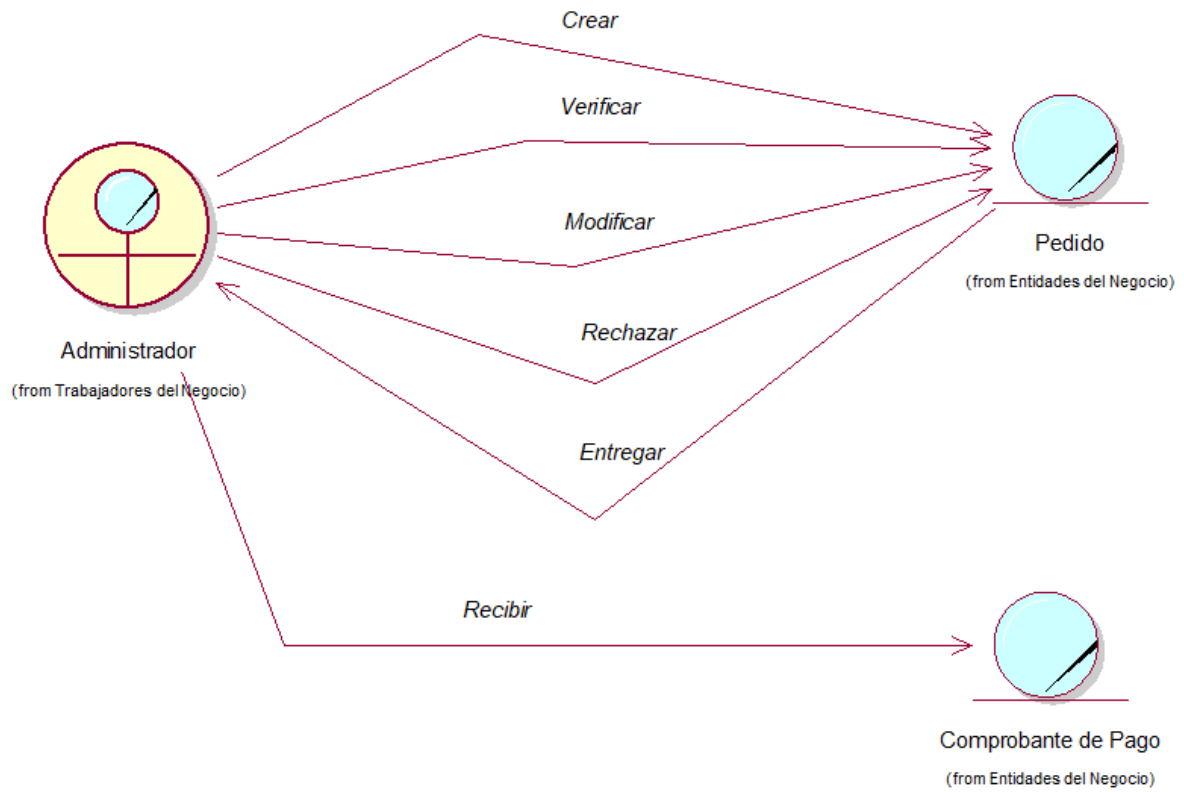 Crear
Verificar
Modificar
Pedido
(from Entidades del Negocio)
Rechazar
Administrador
(from Trabajadores del Negocio)
Entregar
Recibir
Comprobante de Pago
(from Entidades del Negocio)